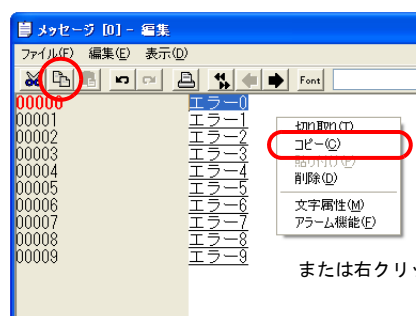 メッセージ [0] - 編集
ファイル(F) 編集(E) 表示(D)
Font
00000 エラー0
00001 エラー1
00002 エラー2
00003 エラー3
00004 エラー4
00005 エラー5
00006 エラー6
00007 エラー7
00008 エラー8
00009 エラー9
切り取り(T)
コピー(C)
貼り付け(P)
削除(D)
文字属性(M)
アラーム機能(F)
または右クリッ